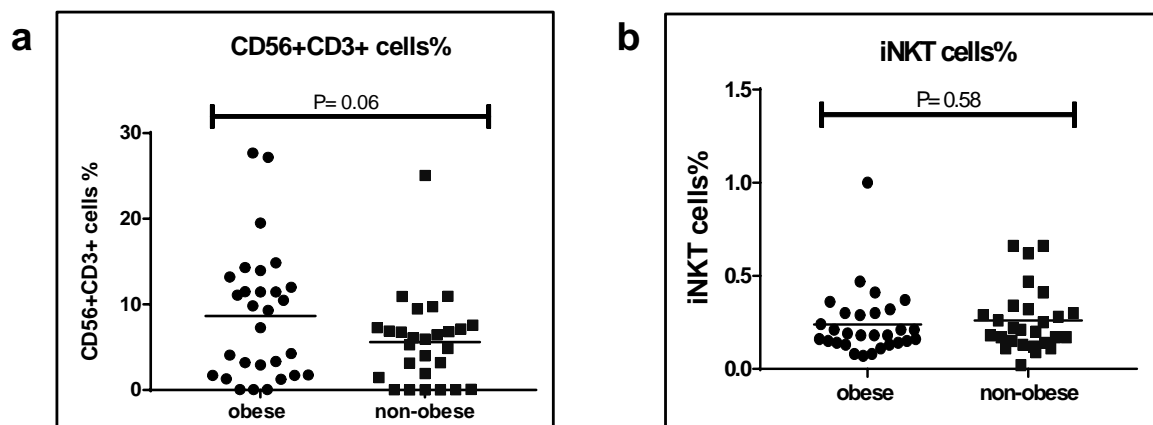 a
CD56+CD3+ cells%
P= 0.06
CD56+CD3+ cells %
30
20
10
0
obese
non-obese
b
iNKT cells%
P= 0.58
iNKT cells%
1.5
1.0
0.5
0.0
obese
non-obese